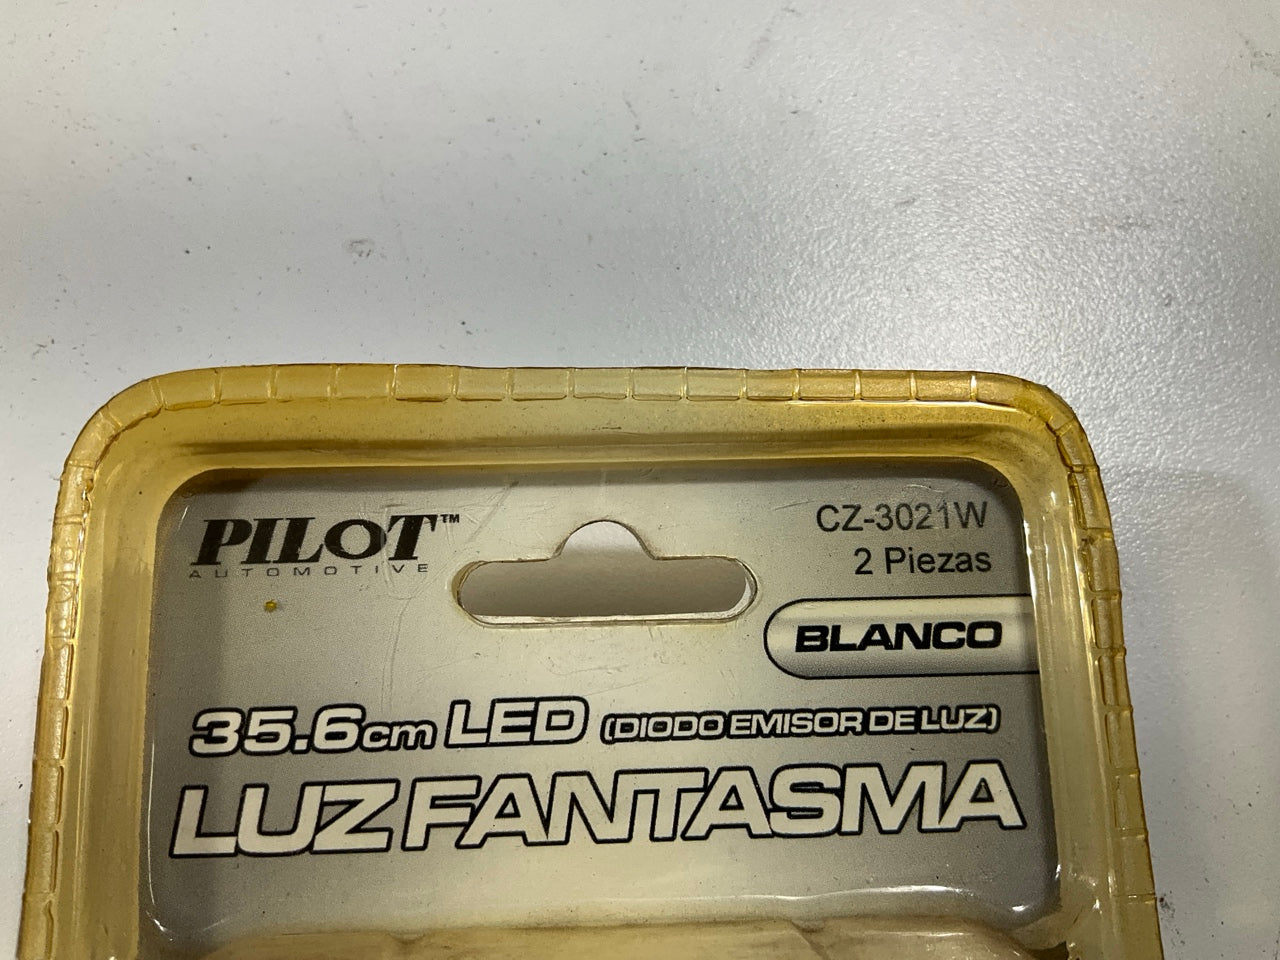 PILOT™
AUTOMOTIVE
CZ-3021W
2 Piezas
BLANCO
35.6cm LED (DIODO EMISOR DE LUZ)
LUZ FANTASMA